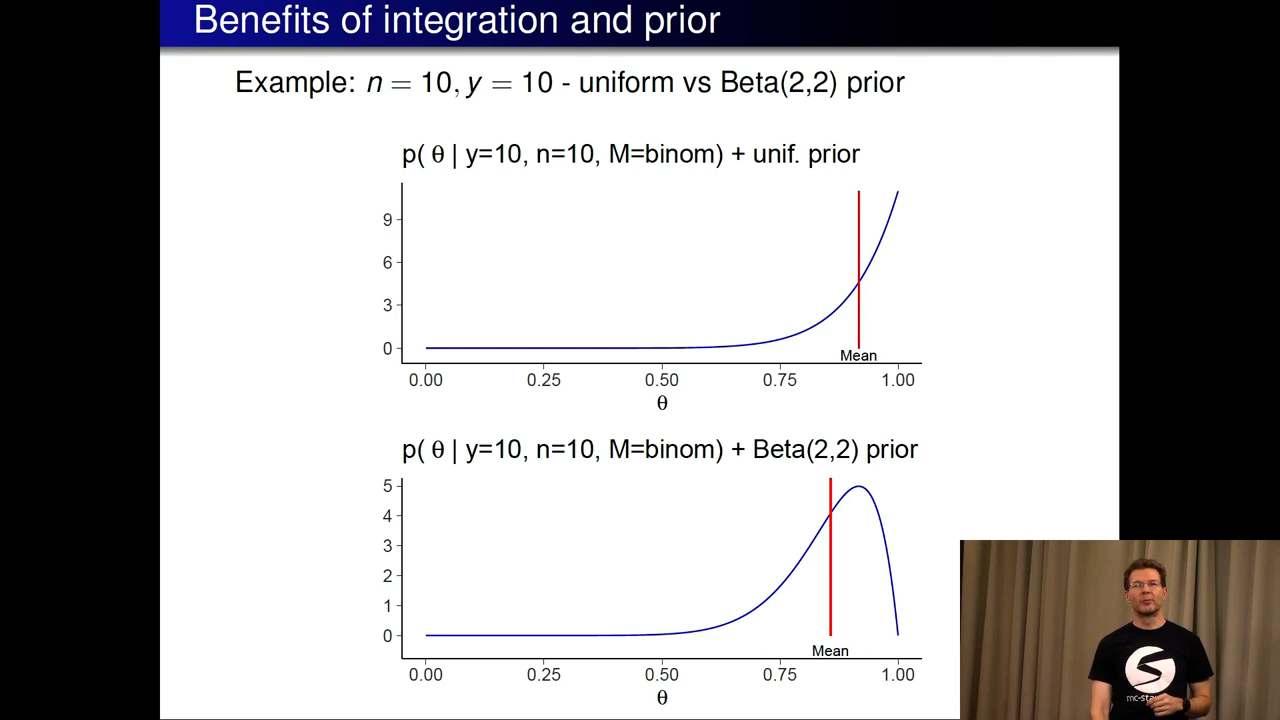 Benefits of integration and prior
Example: n = 10, y = 10 - uniform vs Beta(2,2) prior
p( θ | y=10, n=10, M=binom) + unif. prior
9
6
3
0
Mean
0.00 0.25 0.50 0.75 1.00
θ
p( θ | y=10, n=10, M=binom) + Beta(2,2) prior
5
4
3
2
1
0
Mean
0.00 0.25 0.50 0.75 1.00
θ